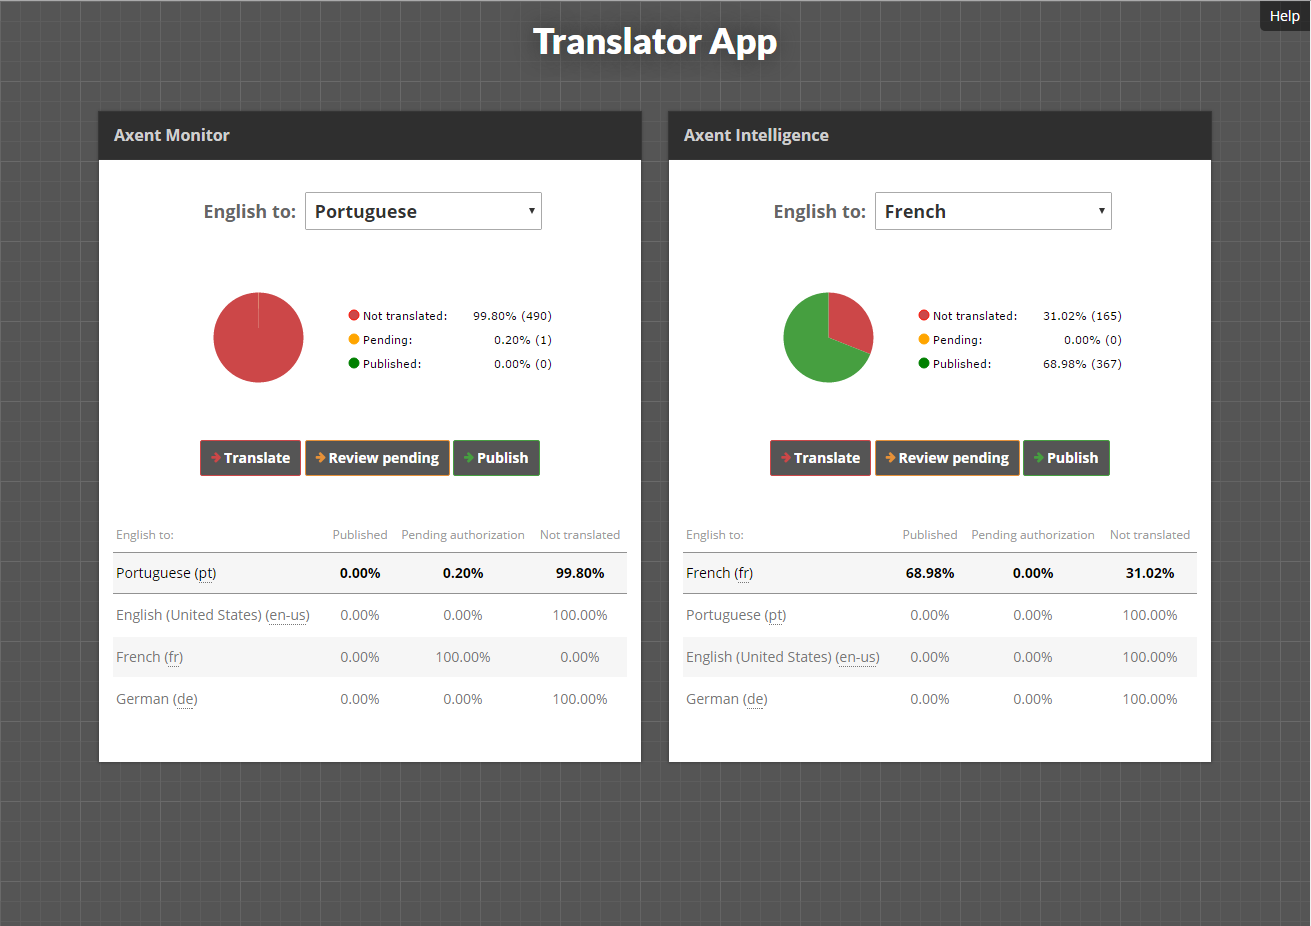 Help
Translator App
Axent Monitor
English to: Portuguese
Not translated: 99.80% (490)
Pending: 0.20% (1)
Published: 0.00% (0)
Translate Review pending Publish
English to: Published Pending authorization Not translated
Portuguese (pt) 0.00% 0.20% 99.80%
English (United States) (en-us) 0.00% 0.00% 100.00%
French (fr) 0.00% 100.00% 0.00%
German (de) 0.00% 0.00% 100.00%
Axent Intelligence
English to: French
Not translated: 31.02% (165)
Pending: 0.00% (0)
Published: 68.98% (367)
Translate Review pending Publish
English to: Published Pending authorization Not translated
French (fr) 68.98% 0.00% 31.02%
Portuguese (pt) 0.00% 0.00% 100.00%
English (United States) (en-us) 0.00% 0.00% 100.00%
German (de) 0.00% 0.00% 100.00%